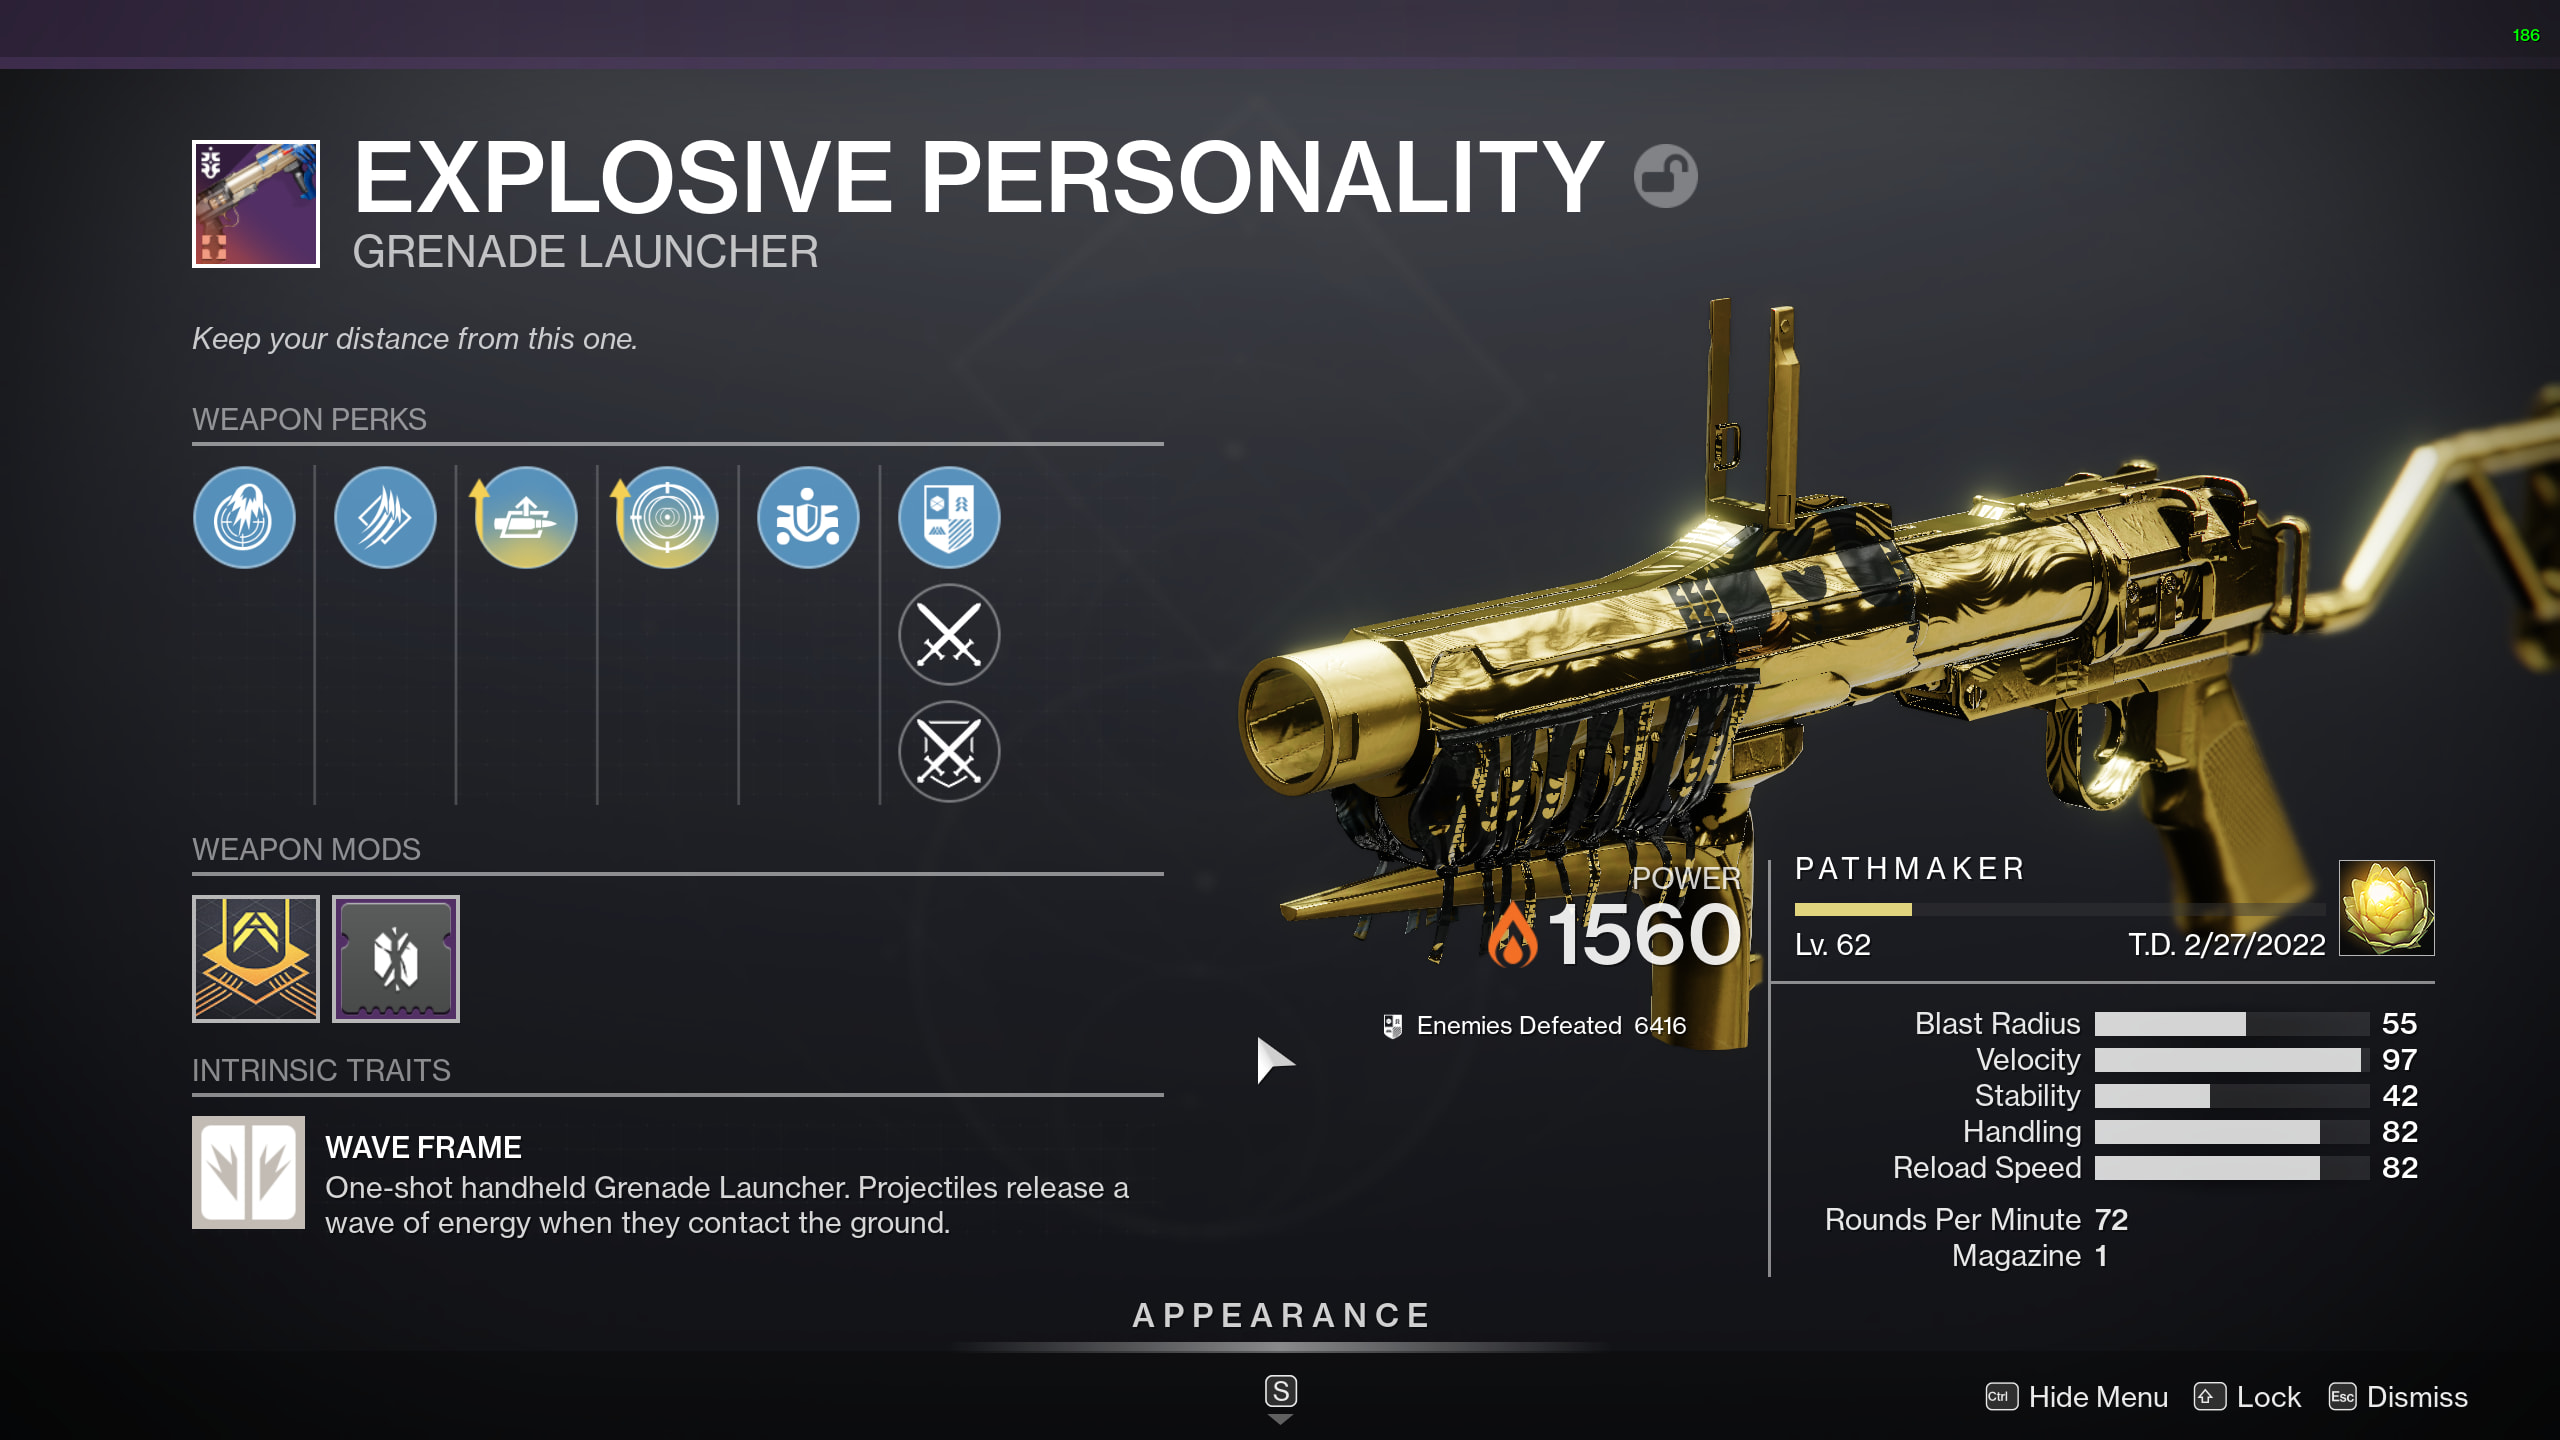 186
EXPLOSIVE PERSONALITY
GRENADE LAUNCHER
Keep your distance from this one.
WEAPON PERKS
WEAPON MODS
INTRINSIC TRAITS
WAVE FRAME
One-shot handheld Grenade Launcher. Projectiles release a
wave of energy when they contact the ground.
POWER
1560
Enemies Defeated 6416
PATHMAKER
Lv. 62 T.D. 2/27/2022
Blast Radius 55
Velocity 97
Stability 42
Handling 82
Reload Speed 82
Rounds Per Minute 72
Magazine 1
APPEARANCE
S
Ctrl Hide Menu Lock Esc Dismiss